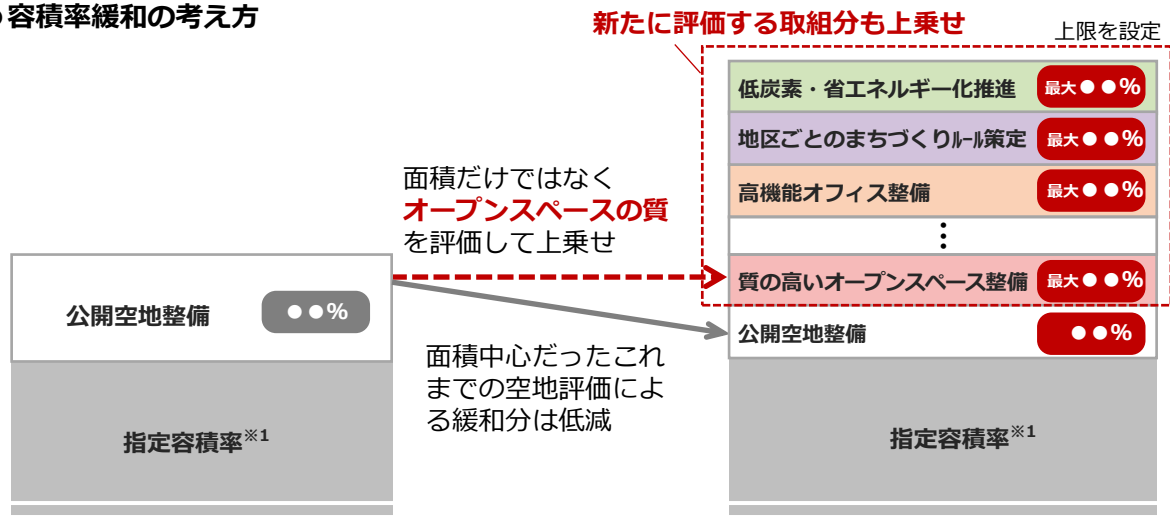 容積率緩和の考え方
新たに評価する取組分も上乗せ
上限を設定
低炭素・省エネルギー化推進 最大●●%
地区ごとのまちづくりﾙｰﾙ策定 最大●●%
高機能オフィス整備 最大●●%
⋮
質の高いオープンスペース整備 最大●●%
公開空地整備 ●●%
指定容積率※1
面積だけではなく
オープンスペースの質
を評価して上乗せ
面積中心だったこれ
までの空地評価によ
る緩和分は低減
公開空地整備 ●●%
指定容積率※1